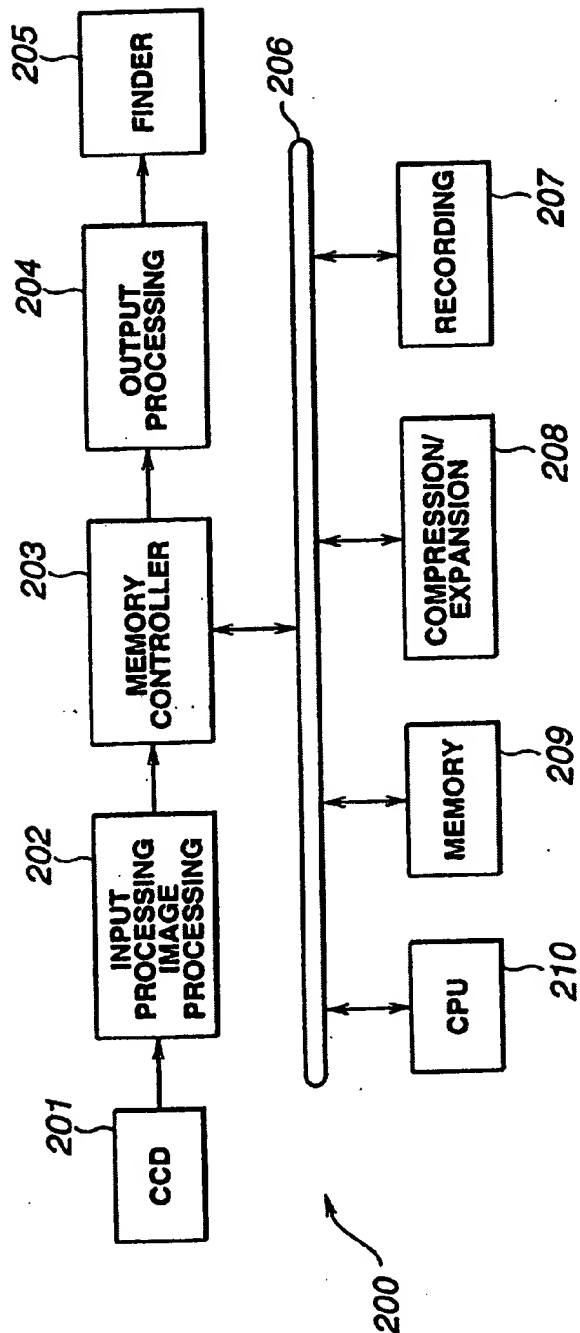 201
CCD
202
INPUT
PROCESSING
IMAGE
PROCESSING
203
MEMORY
CONTROLLER
204
OUTPUT
PROCESSING
205
FINDER
206
200
CPU
210
MEMORY
209
COMPRESSION/
EXPANSION
208
RECORDING
207